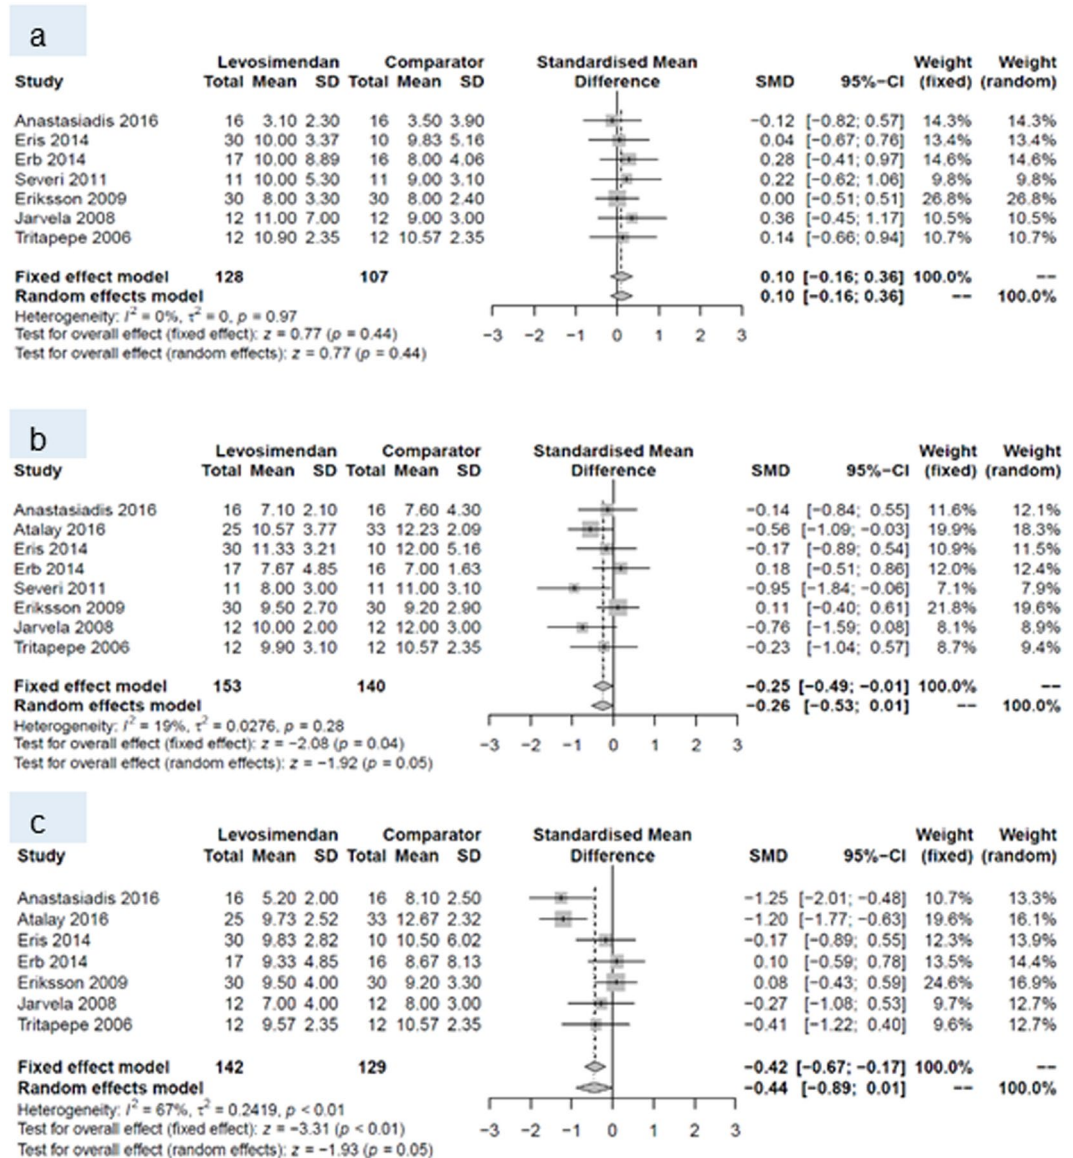 a
Levosimendan Comparator Standardised Mean Weight Weight
Study Total Mean SD Total Mean SD Difference SMD 95%−CI (fixed) (random)
Anastasiadis 2016 16 3.10 2.30 16 3.50 3.90 −0.12 [−0.82; 0.57] 14.3% 14.3%
Eris 2014 30 10.00 3.37 10 9.83 5.16 0.04 [−0.67; 0.76] 13.4% 13.4%
Erb 2014 17 10.00 8.89 16 8.00 4.06 0.28 [−0.41; 0.97] 14.6% 14.6%
Severi 2011 11 10.00 5.30 11 9.00 3.10 0.22 [−0.62; 1.06] 9.8% 9.8%
Eriksson 2009 30 8.00 3.30 30 8.00 2.40 0.00 [−0.51; 0.51] 26.8% 26.8%
Jarvela 2008 12 11.00 7.00 12 9.00 3.00 0.36 [−0.45; 1.17] 10.5% 10.5%
Tritapepe 2006 12 10.90 2.35 12 10.57 2.35 0.14 [−0.66; 0.94] 10.7% 10.7%
Fixed effect model 128 107 0.10 [−0.16; 0.36] 100.0% −−
Random effects model 0.10 [−0.16; 0.36] −− 100.0%
Heterogeneity: I² = 0%, τ² = 0, p = 0.97
Test for overall effect (fixed effect): z = 0.77 (p = 0.44)
−3 −2 −1 0 1 2 3
Test for overall effect (random effects): z = 0.77 (p = 0.44)
b
Levosimendan Comparator Standardised Mean Weight Weight
Study Total Mean SD Total Mean SD Difference SMD 95%−CI (fixed) (random)
Anastasiadis 2016 16 7.10 2.10 16 7.60 4.30 −0.14 [−0.84; 0.55] 11.6% 12.1%
Atalay 2016 25 10.57 3.77 33 12.23 2.09 −0.56 [−1.09; −0.03] 19.9% 18.3%
Eris 2014 30 11.33 3.21 10 12.00 5.16 −0.17 [−0.89; 0.54] 10.9% 11.5%
Erb 2014 17 7.67 4.85 16 7.00 1.63 0.18 [−0.51; 0.86] 12.0% 12.4%
Severi 2011 11 8.00 3.00 11 11.00 3.10 −0.95 [−1.84; −0.06] 7.1% 7.9%
Eriksson 2009 30 9.50 2.70 30 9.20 2.90 0.11 [−0.40; 0.61] 21.8% 19.6%
Jarvela 2008 12 10.00 2.00 12 12.00 3.00 −0.76 [−1.59; 0.08] 8.1% 8.9%
Tritapepe 2006 12 9.90 3.10 12 10.57 2.35 −0.23 [−1.04; 0.57] 8.7% 9.4%
Fixed effect model 153 140 −0.25 [−0.49; −0.01] 100.0% −−
Random effects model −0.26 [−0.53; 0.01] −− 100.0%
Heterogeneity: I² = 19%, τ² = 0.0276, p = 0.28
Test for overall effect (fixed effect): z = −2.08 (p = 0.04)
−3 −2 −1 0 1 2 3
Test for overall effect (random effects): z = −1.92 (p = 0.05)
c
Levosimendan Comparator Standardised Mean Weight Weight
Study Total Mean SD Total Mean SD Difference SMD 95%−CI (fixed) (random)
Anastasiadis 2016 16 5.20 2.00 16 8.10 2.50 −1.25 [−2.01; −0.48] 10.7% 13.3%
Atalay 2016 25 9.73 2.52 33 12.67 2.32 −1.20 [−1.77; −0.63] 19.6% 16.1%
Eris 2014 30 9.83 2.82 10 10.50 6.02 −0.17 [−0.89; 0.55] 12.3% 13.9%
Erb 2014 17 9.33 4.85 16 8.67 8.13 0.10 [−0.59; 0.78] 13.5% 14.4%
Eriksson 2009 30 9.50 4.00 30 9.20 3.30 0.08 [−0.43; 0.59] 24.6% 16.9%
Jarvela 2008 12 7.00 4.00 12 8.00 3.00 −0.27 [−1.08; 0.53] 9.7% 12.7%
Tritapepe 2006 12 9.57 2.35 12 10.57 2.35 −0.41 [−1.22; 0.40] 9.6% 12.7%
Fixed effect model 142 129 −0.42 [−0.67; −0.17] 100.0% −−
Random effects model −0.44 [−0.89; 0.01] −− 100.0%
Heterogeneity: I² = 67%, τ² = 0.2419, p < 0.01
Test for overall effect (fixed effect): z = −3.31 (p < 0.01)
−3 −2 −1 0 1 2 3
Test for overall effect (random effects): z = −1.93 (p = 0.05)